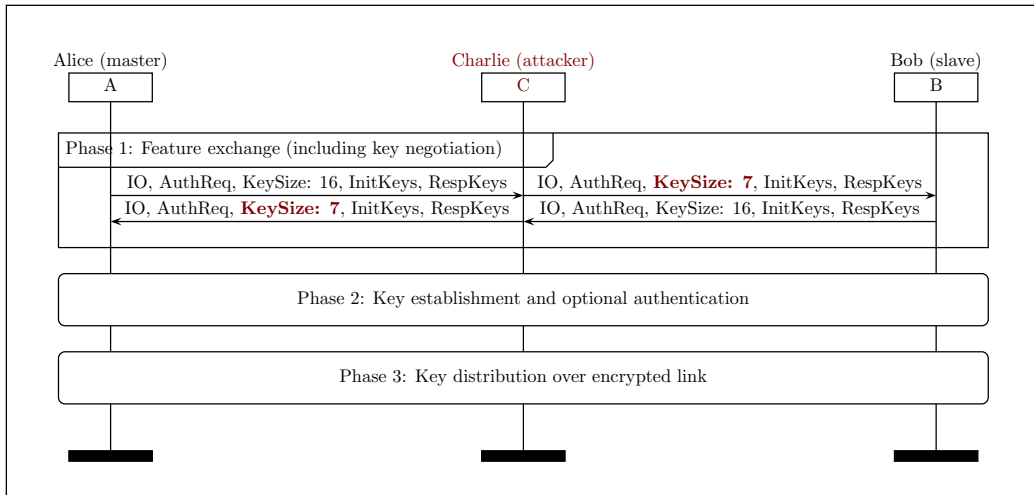 Alice (master) Charlie (attacker) Bob (slave)
A C B
Phase 1: Feature exchange (including key negotiation)
IO, AuthReq, KeySize: 16, InitKeys, RespKeys IO, AuthReq, KeySize: 7, InitKeys, RespKeys
IO, AuthReq, KeySize: 7, InitKeys, RespKeys IO, AuthReq, KeySize: 16, InitKeys, RespKeys
Phase 2: Key establishment and optional authentication
Phase 3: Key distribution over encrypted link